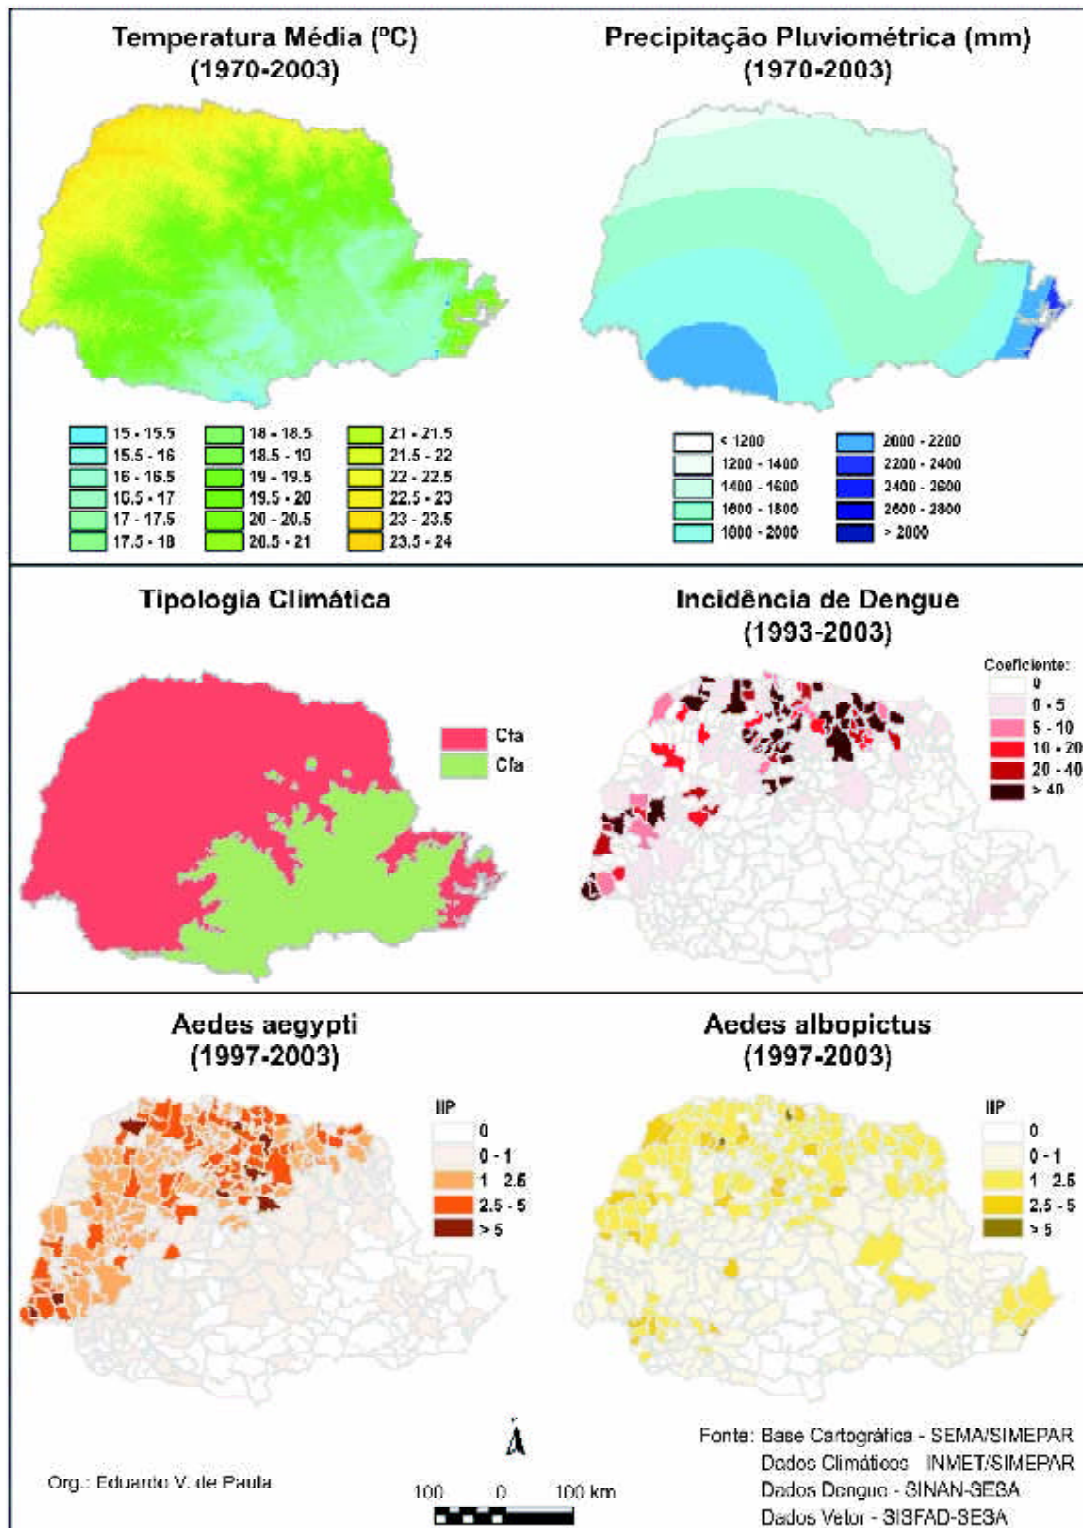 Temperatura Média (ºC)
(1970-2003)
Precipitação Pluviométrica (mm)
(1970-2003)
15 - 15.5
15.5 - 16
16 - 16.5
16.5 - 17
17 - 17.5
17.5 - 18
18 - 18.5
18.5 - 19
19 - 19.5
19.5 - 20
20 - 20.5
20.5 - 21
21 - 21.5
21.5 - 22
22 - 22.5
22.5 - 23
23 - 23.5
23.5 - 24
< 1200
1200 - 1400
1400 - 1600
1600 - 1800
1800 - 2000
2000 - 2200
2200 - 2400
2400 - 2600
2600 - 2800
Tipologia Climática
Cfa
Incidência de Dengue
(1993-2003)
Coeficiente:
0
0 - 5
5 - 10
10 - 20
20 - 40
> 40
Aedes aegypti
(1997-2003)
IIP
0
0 - 1
1 - 2.5
2.5 - 5
> 5
Aedes albopictus
(1997-2003)
IIP
0
0 - 1
1 - 2.5
2.5 - 5
> 5
Org.: Eduardo V. de Paula
100 0 100 km
Fonte: Base Cartográfica - SEMA/SIMEPAR
Dados Climáticos - INMET/SIMEPAR
Dados Dengue - SINAN-SESA
Dados Vetor - SISFAD-SESA